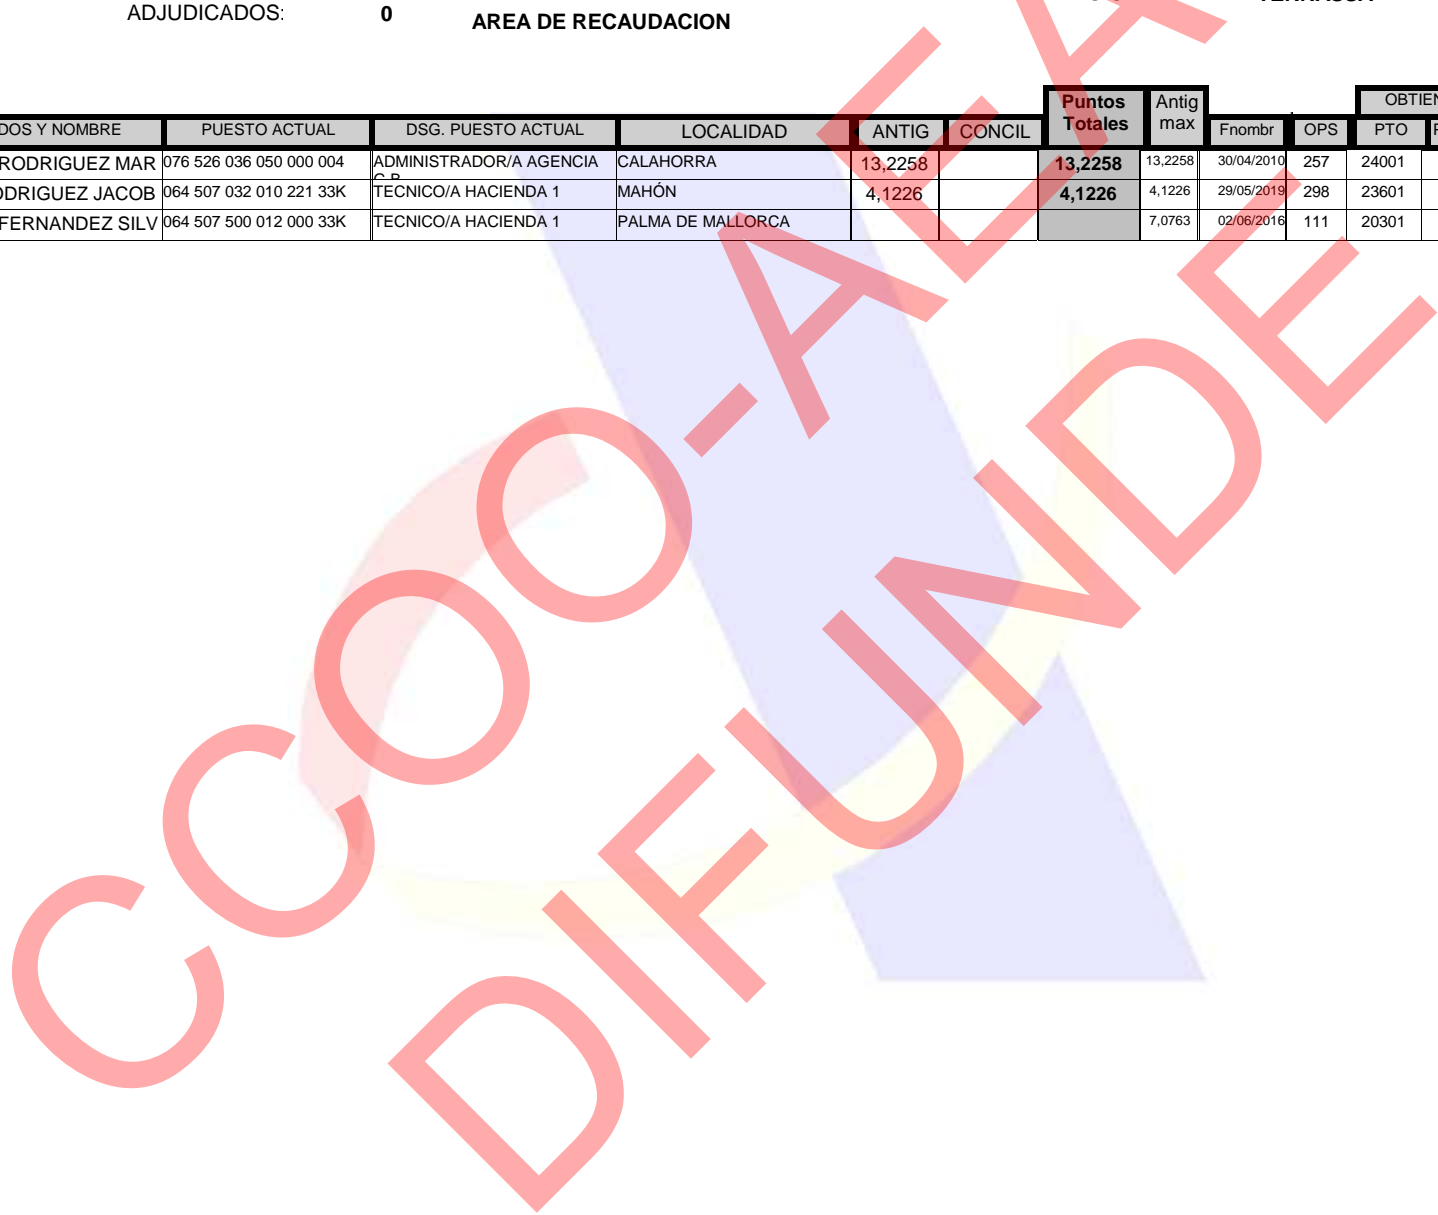 ADJUDICADOS: 0 AREA DE RECAUDACION
Puntos Totales Antig max OBTIEN
DOS Y NOMBRE PUESTO ACTUAL DSG. PUESTO ACTUAL LOCALIDAD ANTIG CONCIL Fnombr OPS PTO
RODRIGUEZ MAR 076 526 036 050 000 004 ADMINISTRADOR/A AGENCIA CALAHORRA 13,2258 13,2258 13,2258 30/04/2010 257 24001
ODRIGUEZ JACOB 064 507 032 010 221 33K TECNICO/A HACIENDA 1 MAHÓN 4,1226 4,1226 4,1226 29/05/2019 298 23601
FERNANDEZ SILV 064 507 500 012 000 33K TECNICO/A HACIENDA 1 PALMA DE MALLORCA 7,0763 02/06/2016 111 20301
CCOO-AEA
DIFUNDE